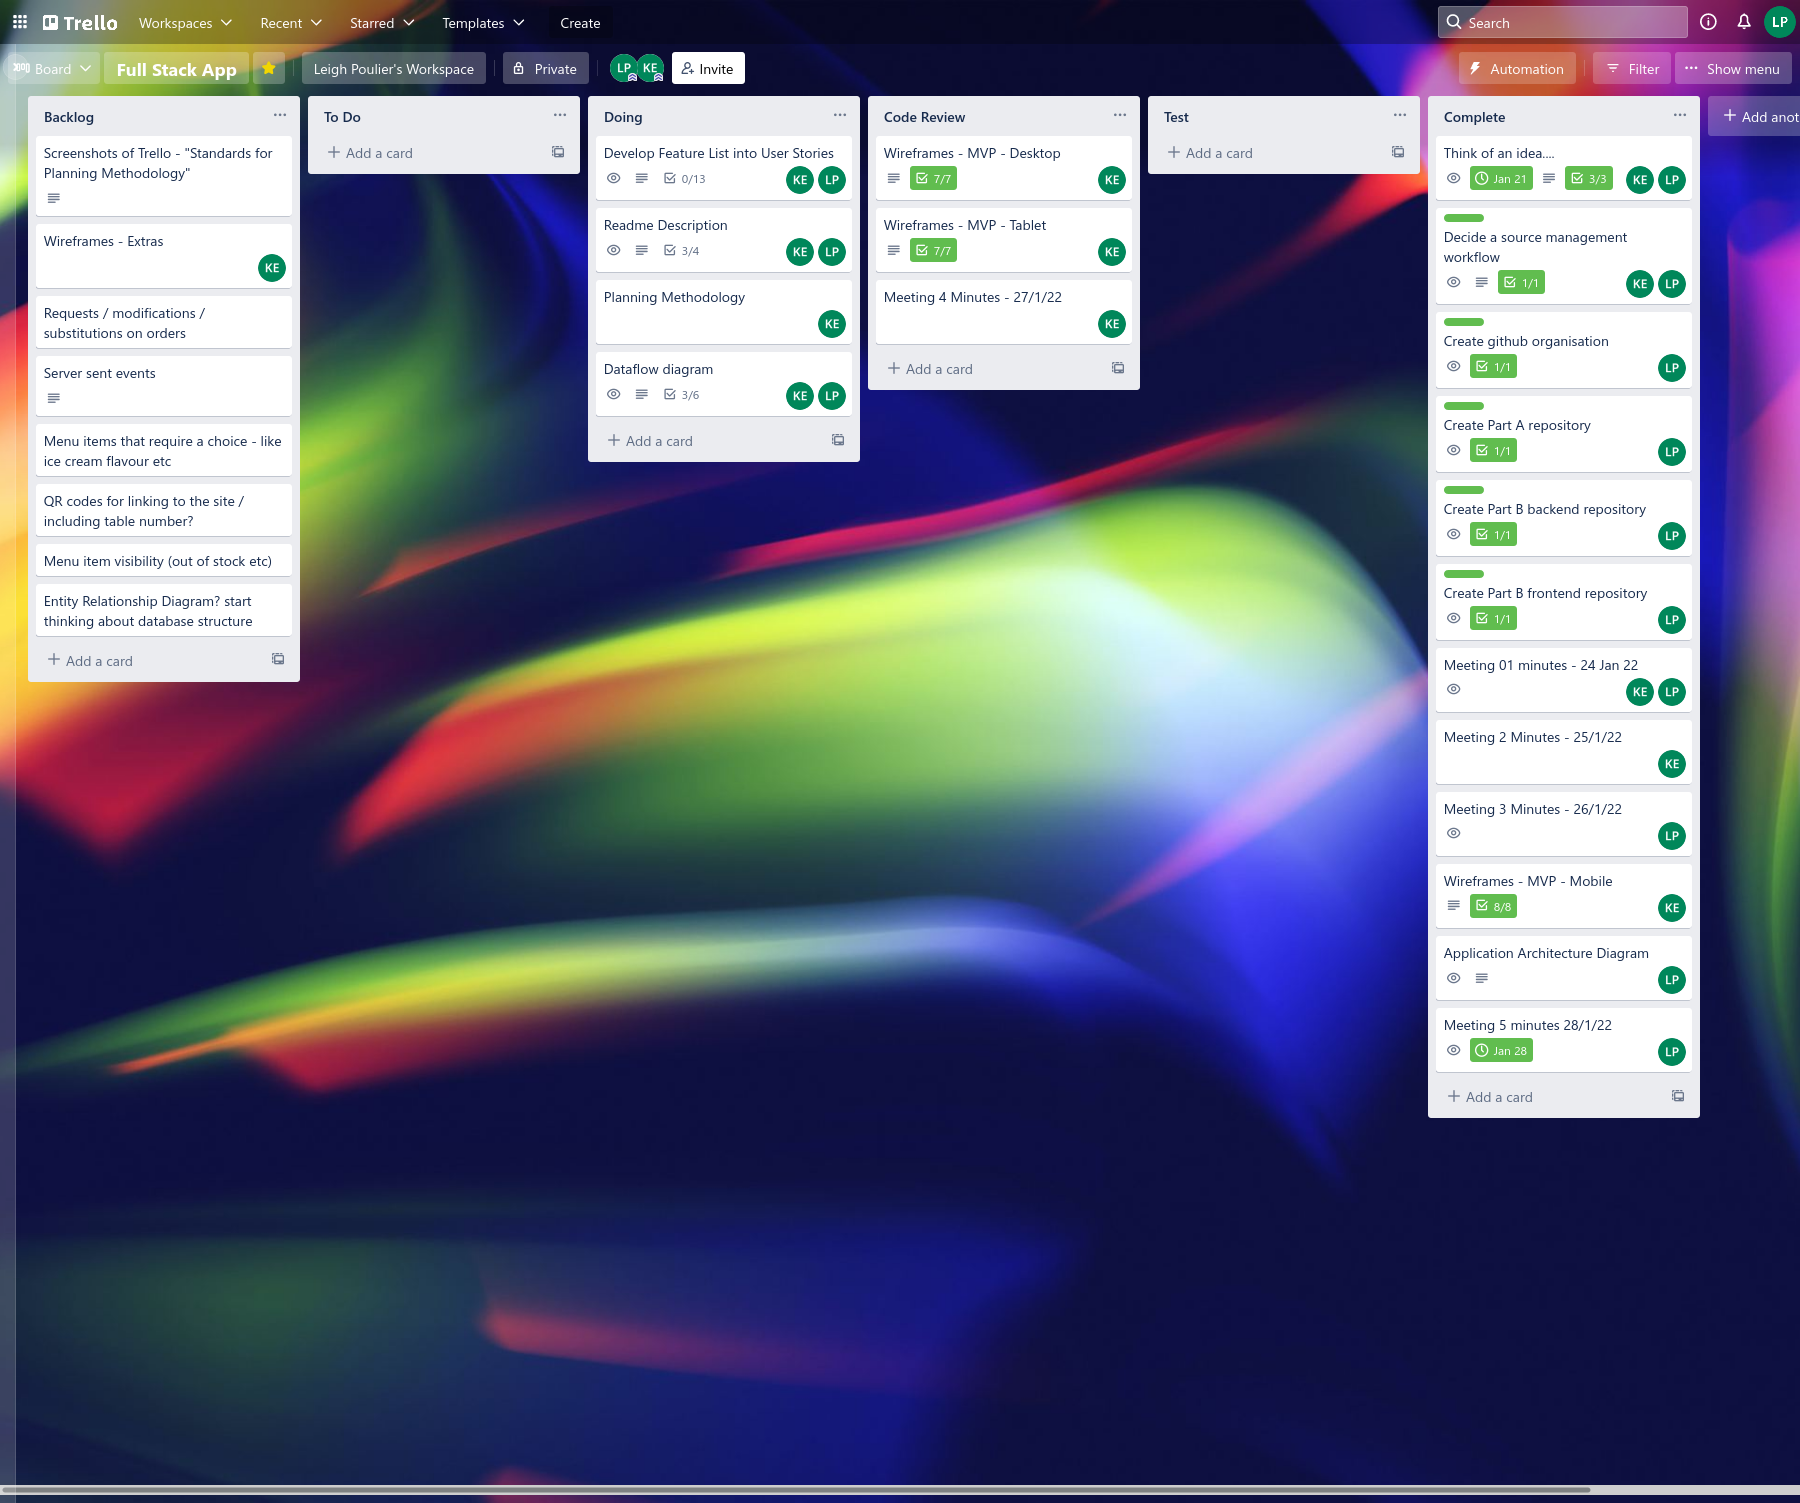 Trello
Workspaces
Recent
Starred
Templates
Create
Search
LP
Board
Full Stack App
Leigh Poulier's Workspace
Private
LP
KE
Invite
Automation
Filter
Show menu
Backlog
Screenshots of Trello - "Standards for
Planning Methodology"
Wireframes - Extras
KE
Requests / modifications /
substitutions on orders
Server sent events
Menu items that require a choice - like
ice cream flavour etc
QR codes for linking to the site /
including table number?
Menu item visibility (out of stock etc)
Entity Relationship Diagram? start
thinking about database structure
Add a card
To Do
Add a card
Doing
Develop Feature List into User Stories
0/13
KE
LP
Readme Description
3/4
KE
LP
Planning Methodology
KE
Dataflow diagram
3/6
KE
LP
Add a card
Code Review
Wireframes - MVP - Desktop
7/7
KE
Wireframes - MVP - Tablet
7/7
KE
Meeting 4 Minutes - 27/1/22
KE
Add a card
Test
Add a card
Complete
Think of an idea....
Jan 21
3/3
KE
LP
Decide a source management
workflow
1/1
KE
LP
Create github organisation
1/1
LP
Create Part A repository
1/1
LP
Create Part B backend repository
1/1
LP
Create Part B frontend repository
1/1
LP
Meeting 01 minutes - 24 Jan 22
KE
LP
Meeting 2 Minutes - 25/1/22
KE
Meeting 3 Minutes - 26/1/22
LP
Wireframes - MVP - Mobile
8/8
KE
Application Architecture Diagram
LP
Meeting 5 minutes 28/1/22
Jan 28
LP
Add a card
Add anot